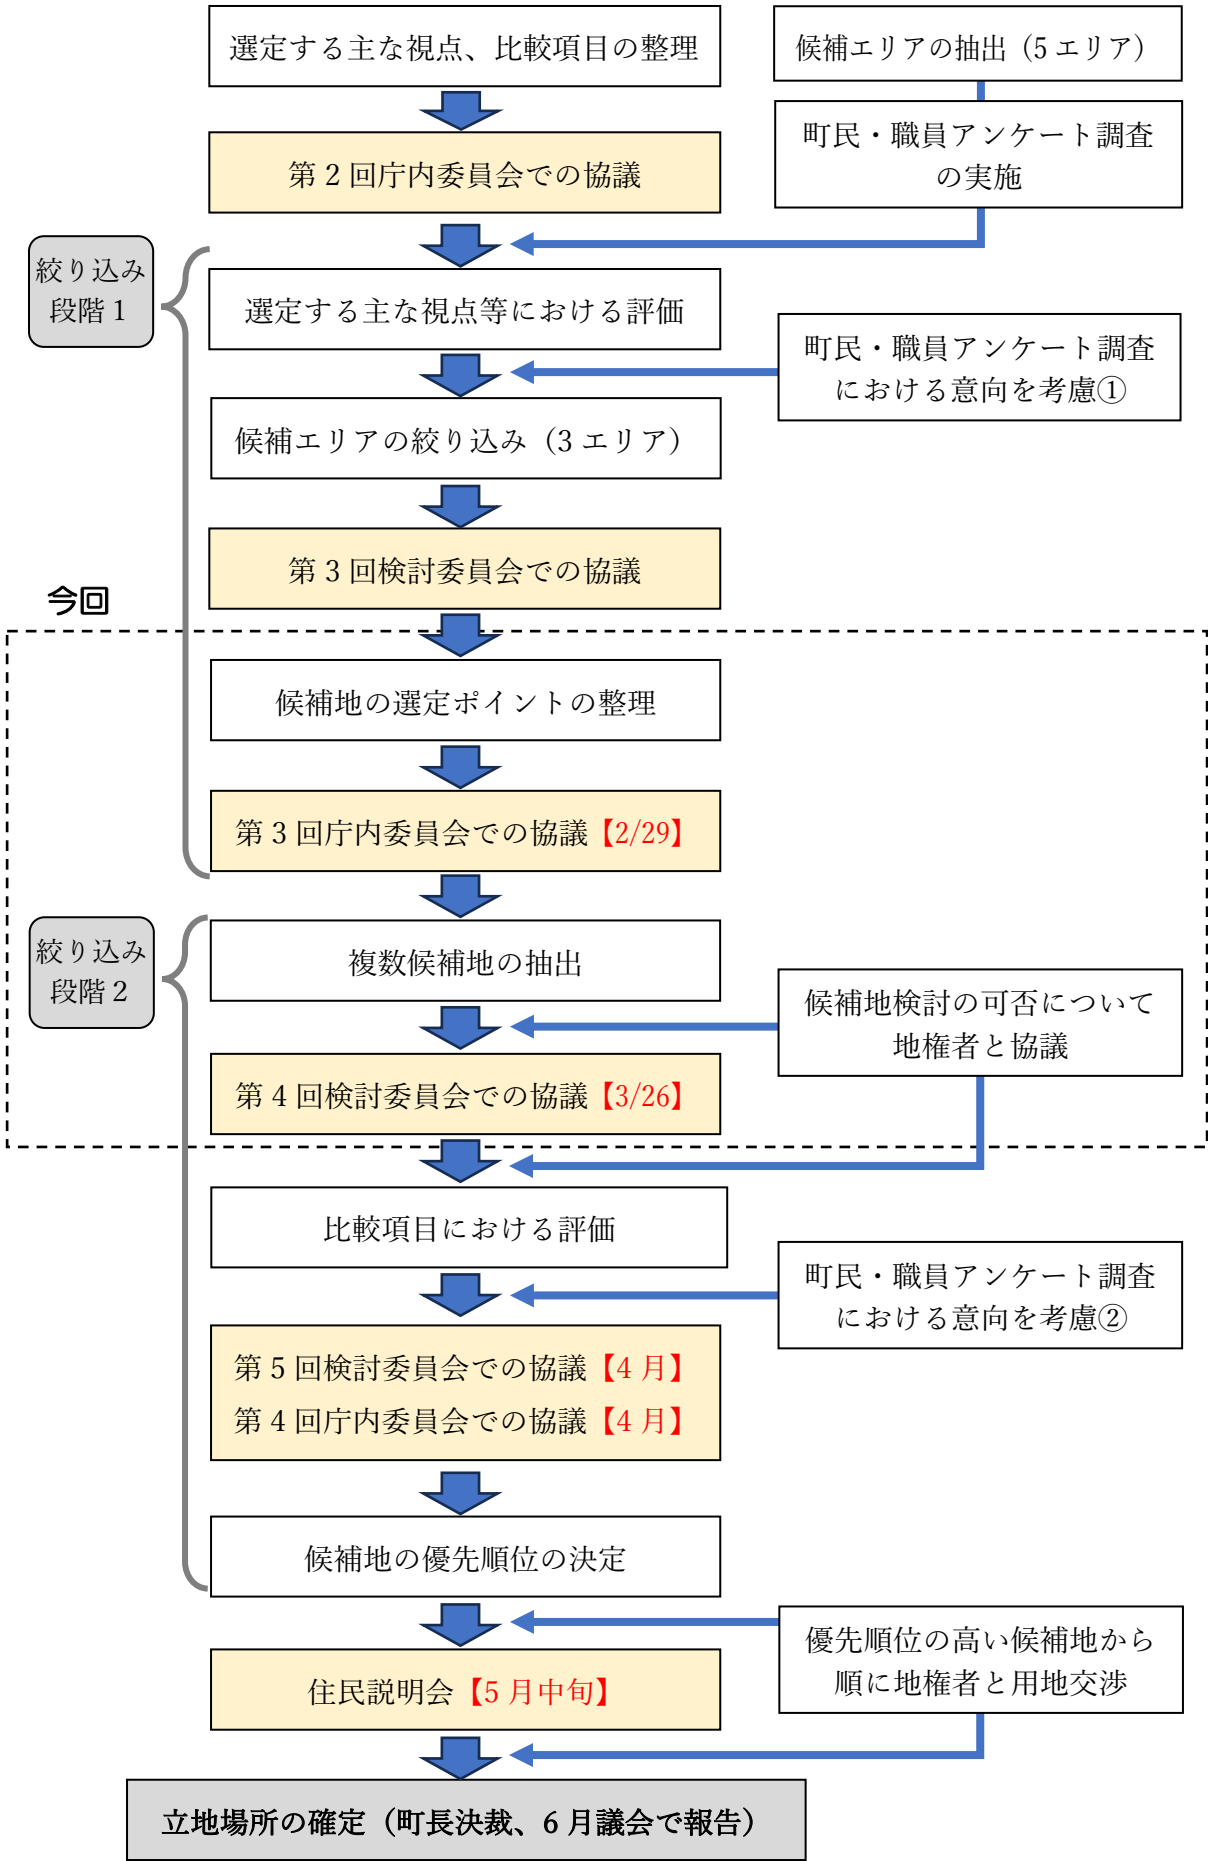 選定する主な視点、比較項目の整理
候補エリアの抽出（5 エリア）
町民・職員アンケート調査
の実施
第 2 回庁内委員会での協議
絞り込み
段階 1
選定する主な視点等における評価
町民・職員アンケート調査
における意向を考慮①
候補エリアの絞り込み（3 エリア）
第 3 回検討委員会での協議
今回
候補地の選定ポイントの整理
第 3 回庁内委員会での協議【2/29】
絞り込み
段階 2
複数候補地の抽出
候補地検討の可否について
地権者と協議
第 4 回検討委員会での協議【3/26】
比較項目における評価
町民・職員アンケート調査
における意向を考慮②
第 5 回検討委員会での協議【4 月】
第 4 回庁内委員会での協議【4 月】
候補地の優先順位の決定
優先順位の高い候補地から
順に地権者と用地交渉
住民説明会【5 月中旬】
立地場所の確定（町長決裁、6 月議会で報告）